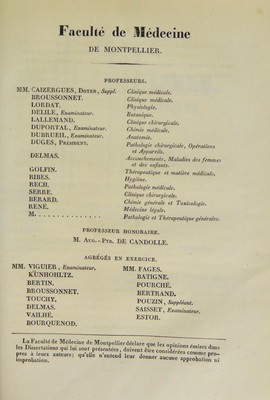 Faculté de Médecine
DE MONTPELLIER.
PROFESSEURS.
MM. CAIZERGUES, DOYEN, Suppl. Clinique médicale.
BROUSSONNET. Clinique médicale.
LORDAT. Physiologie.
DELILE, Examinateur. Botanique.
LALLEMAND. Clinique chirurgicale.
DUPORTAL, Examinateur. Chimie médicale.
DUBRUEIL, Examinateur. Anatomie.
DUGES, PRÉSIDENT. Pathologie chirurgicale, Opérations
et Appareils.
DELMAS. Accouchements, Maladies des femmes
et des enfants.
GOLFIN. Thérapeutique et matière médicale.
RIBES. Hygiène.
RECH. Pathologie médicale.
SERRE. Clinique chirurgicale.
BÉRARD. Chimie générale et Toxicologie.
RENÉ. Médecine légale.
M. . . . . . . . . . . . . . . Pathologie et Thérapeutique générales.
PROFESSEUR HONORAIRE.
M. AUG.-PYR. DE CANDOLLE.
AGRÉGÉS EN EXERCICE.
MM. VIGUIER, Examinateur. MM. FAGES.
KÜNHOHLTZ. BATIGNE.
BERTIN. POURCHÉ.
BROUSSONNET. BERTRAND.
TOUCHY. POUZIN, Suppléant.
DELMAS. SAISSET, Examinateur.
VAILHÉ. ESTOR.
BOURQUENOD.
La Faculté de Médecine de Montpellier déclare que les opinions émises dans
les Dissertations qui lui sont présentées, doivent être considérées comme pro-
pres à leurs auteurs; qu'elle n'entend leur donner aucune approbation ni
improbation.